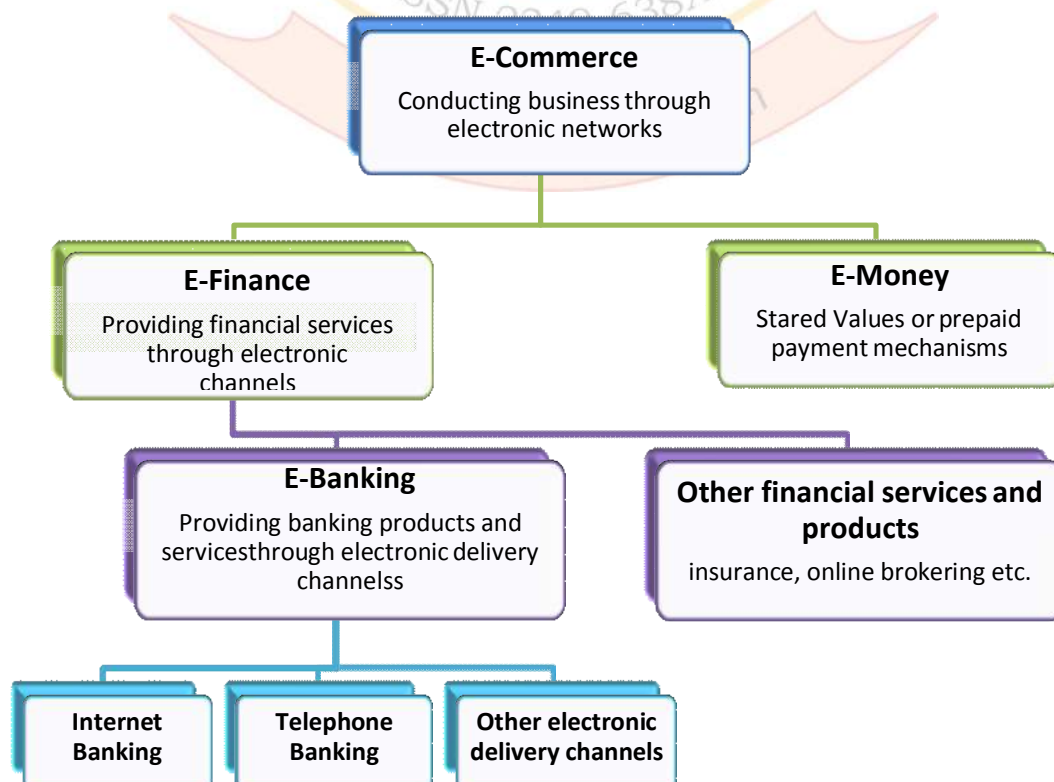 E-Commerce
Conducting business through
electronic networks
E-Finance
Providing financial services
through electronic
channels
E-Money
Stared Values or prepaid
payment mechanisms
E-Banking
Providing banking products and
servicesthrough electronic delivery
channelss
Other financial services and
products
insurance, online brokering etc.
Internet
Banking
Telephone
Banking
Other electronic
delivery channels